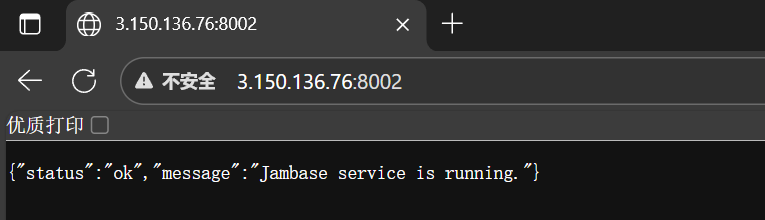 3.150.136.76:8002
不安全 3.150.136.76:8002
优质打印
{"status":"ok","message":"Jambase service is running."}